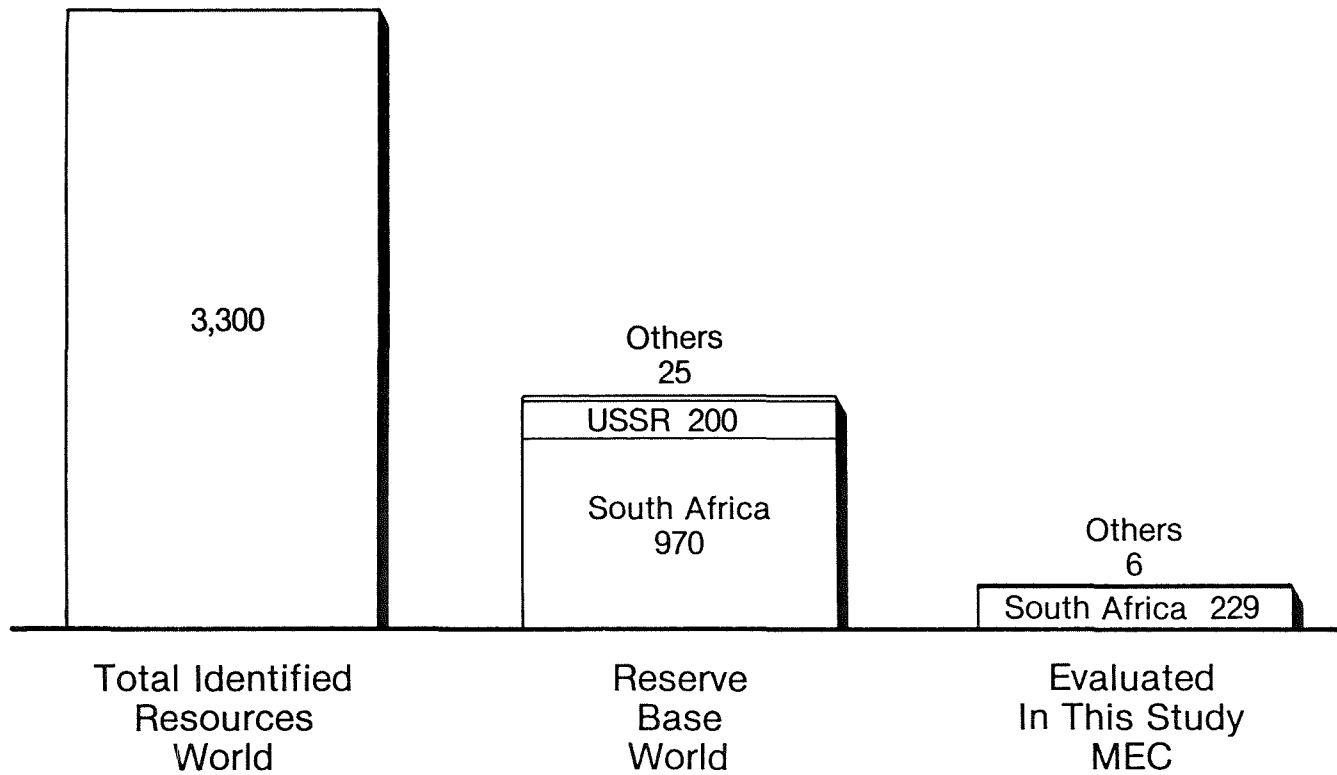 3,300
Others
25
USSR 200
South Africa
970
Others
6
South Africa 229
Total Identified
Resources
World
Reserve
Base
World
Evaluated
In This Study
MEC